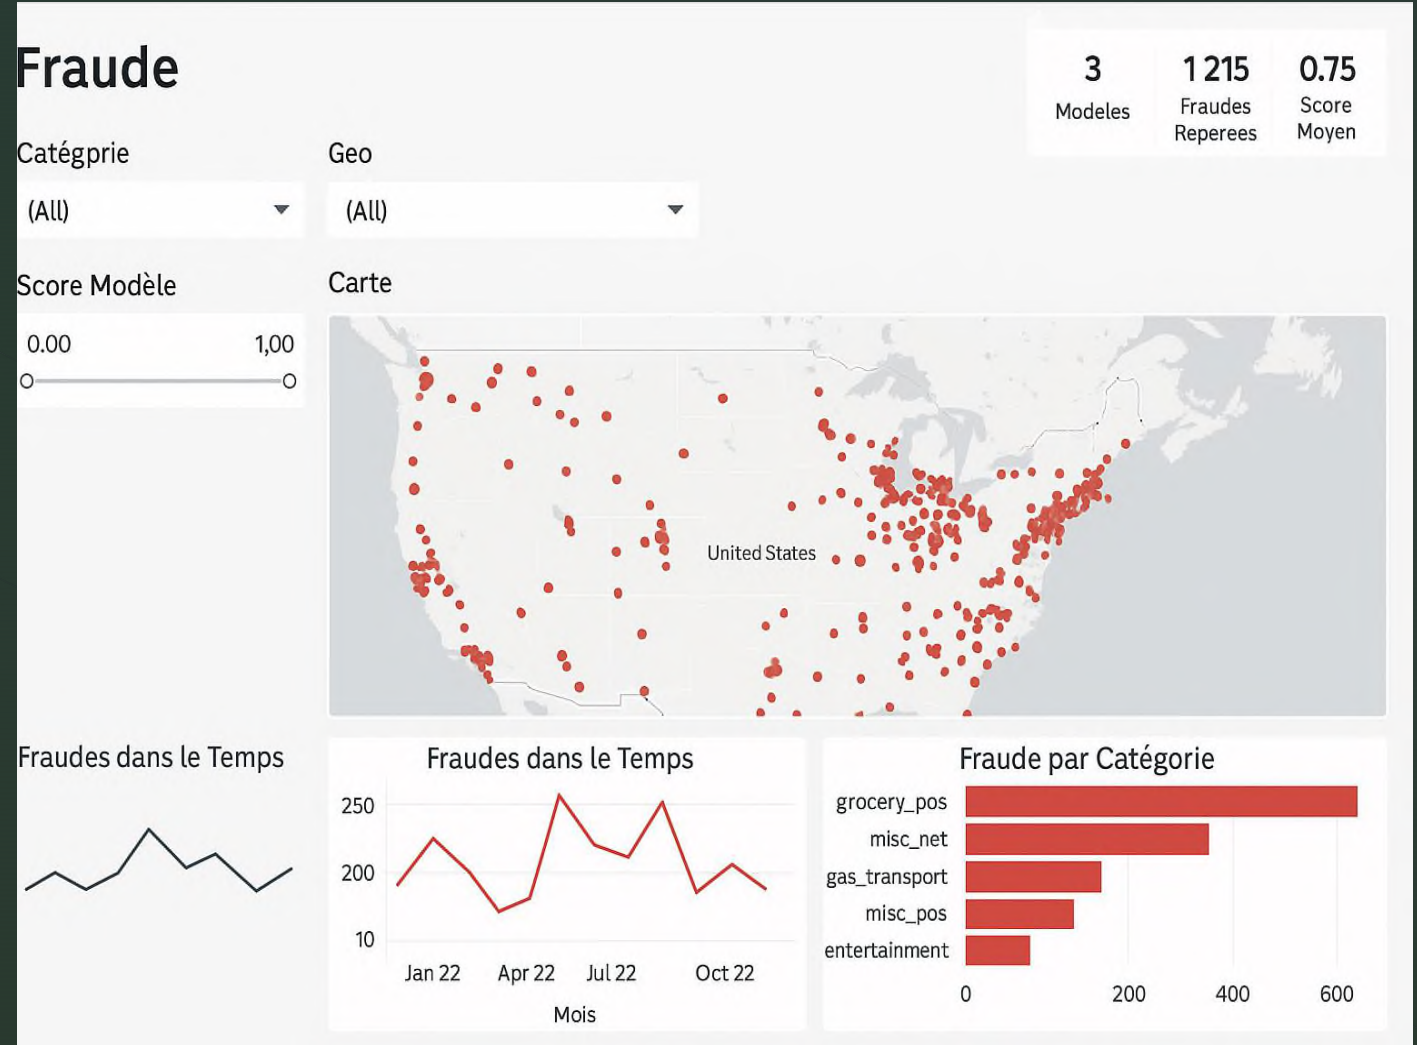 Fraude
3
Modeles
1 215
Fraudes
Reperees
0.75
Score
Moyen
Catégprie
(All)
Geo
(All)
Score Modèle
0.00 1,00
Carte
United States
Fraudes dans le Temps
Fraudes dans le Temps
250
200
10
Jan 22 Apr 22 Jul 22 Oct 22
Mois
Fraude par Catégorie
grocery_pos
misc_net
gas_transport
misc_pos
entertainment
0 200 400 600